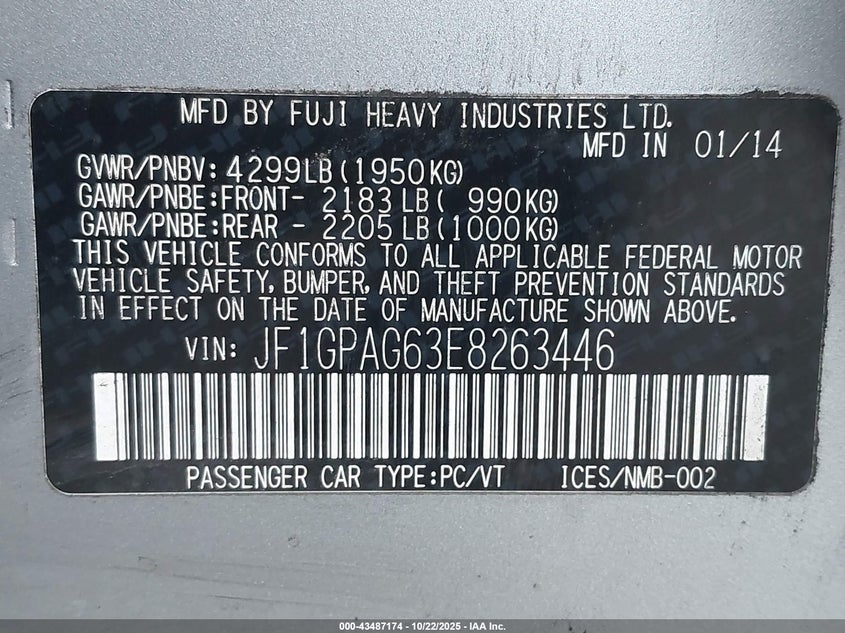 MFD BY FUJI HEAVY INDUSTRIES LTD.
MFD IN 01/14
GVWR/PNBV: 4299LB (1950KG)
GAWR/PNBE:FRONT- 2183 LB ( 990KG)
GAWR/PNBE:REAR - 2205 LB (1000KG)
THIS VEHICLE CONFORMS TO ALL APPLICABLE FEDERAL MOTOR
VEHICLE SAFETY, BUMPER, AND THEFT PREVENTION STANDARDS
IN EFFECT ON THE DATE OF MANUFACTURE SHOWN ABOVE.
VIN: JF1GPAG63E8263446
PASSENGER CAR TYPE:PC/VT ICES/NMB-002
000-43487174 - 10/22/2025 - IAA Inc.